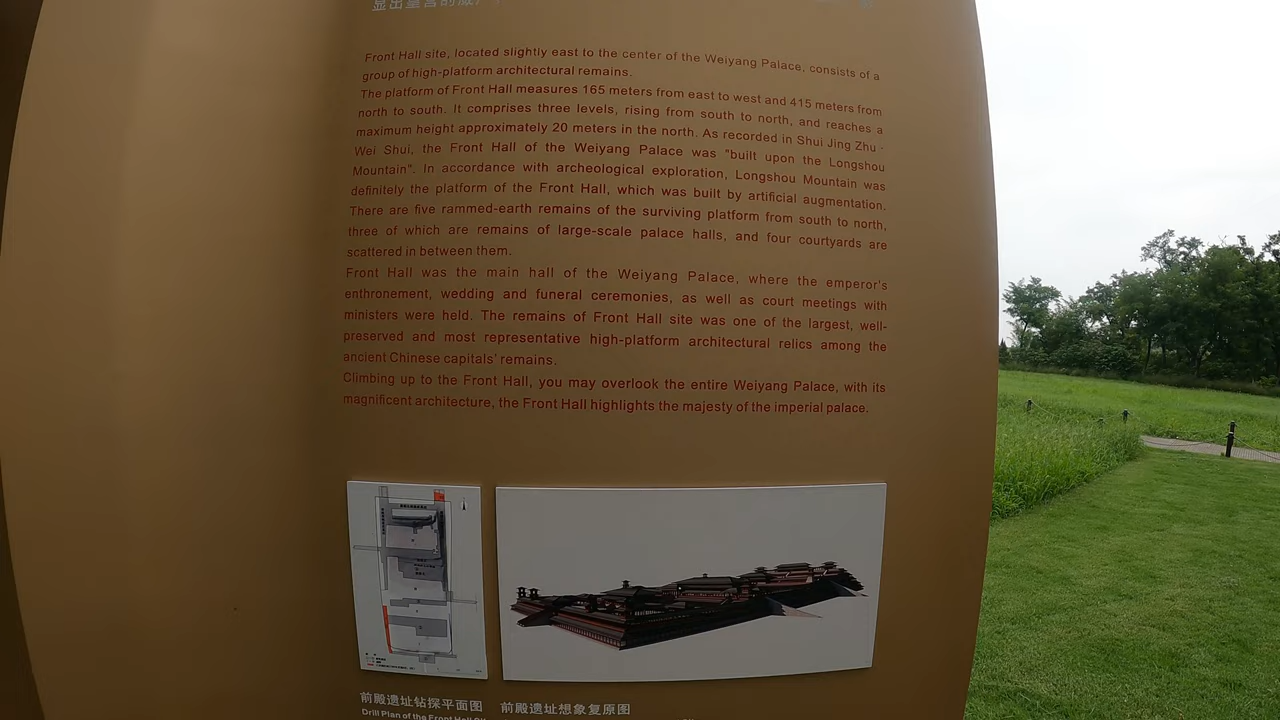 显出皇宫的威严
Front Hall site, located slightly east to the center of the Weiyang Palace, consists of a
group of high-platform architectural remains.
The platform of Front Hall measures 165 meters from east to west and 415 meters from
north to south. It comprises three levels, rising from south to north, and reaches a
maximum height approximately 20 meters in the north. As recorded in Shui Jing Zhu ·
Wei Shui, the Front Hall of the Weiyang Palace was "built upon the Longshou
Mountain". In accordance with archeological exploration, Longshou Mountain was
definitely the platform of the Front Hall, which was built by artificial augmentation.
There are five rammed-earth remains of the surviving platform from south to north,
three of which are remains of large-scale palace halls, and four courtyards are
scattered in between them.
Front Hall was the main hall of the Weiyang Palace, where the emperor's
enthronement, wedding and funeral ceremonies, as well as court meetings with
ministers were held. The remains of Front Hall site was one of the largest, well-
preserved and most representative high-platform architectural relics among the
ancient Chinese capitals' remains.
Climbing up to the Front Hall, you may overlook the entire Weiyang Palace, with its
magnificent architecture, the Front Hall highlights the majesty of the imperial palace.
前殿遗址钻探平面图
Drill Plan of the Front Hall
前殿遗址想象复原图